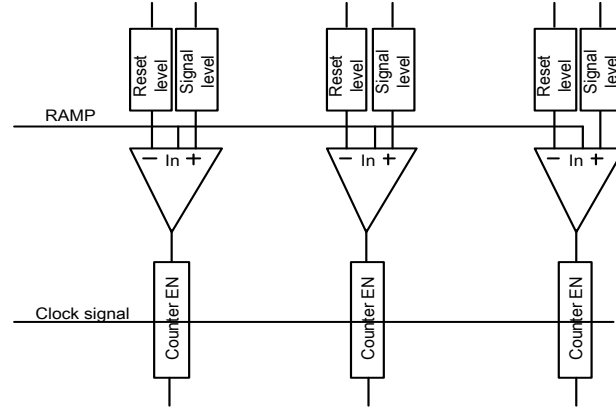 Reset level
Signal level
Reset level
Signal level
Reset level
Signal level
RAMP
− In +
− In +
− In +
Clock signal
Counter EN
Counter EN
Counter EN